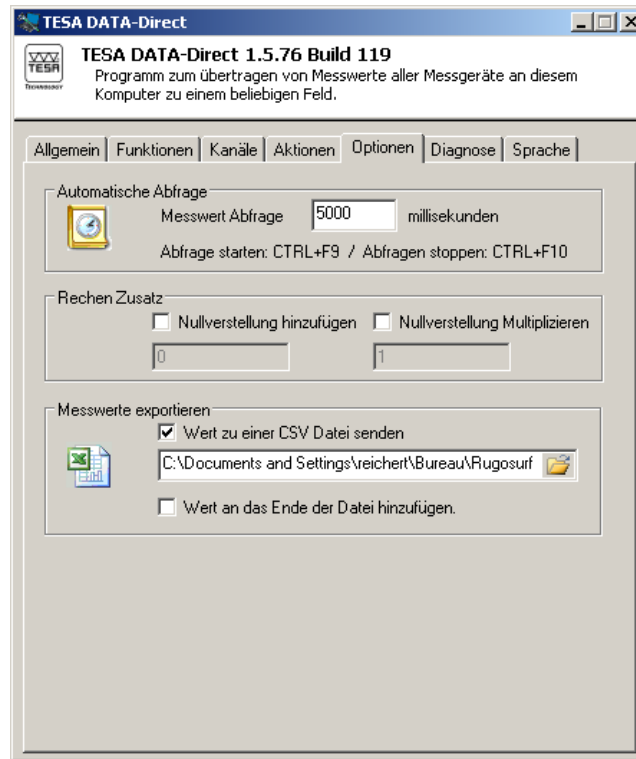 TESA DATA-Direct
TESA
TECHNOLOGY
TESA DATA-Direct 1.5.76 Build 119
Programm zum übertragen von Messwerte aller Messgeräte an diesem
Komputer zu einem beliebigen Feld.
Allgemein Funktionen Kanäle Aktionen Optionen Diagnose Sprache
Automatische Abfrage
Messwert Abfrage 5000 millisekunden
Abfrage starten: CTRL+F9 / Abfragen stoppen: CTRL+F10
Rechen Zusatz
Nullverstellung hinzufügen Nullverstellung Multiplizieren
0 1
Messwerte exportieren
Wert zu einer CSV Datei senden
C:\Documents and Settings\reichert\Bureau\Rugosurf
Wert an das Ende der Datei hinzufügen.